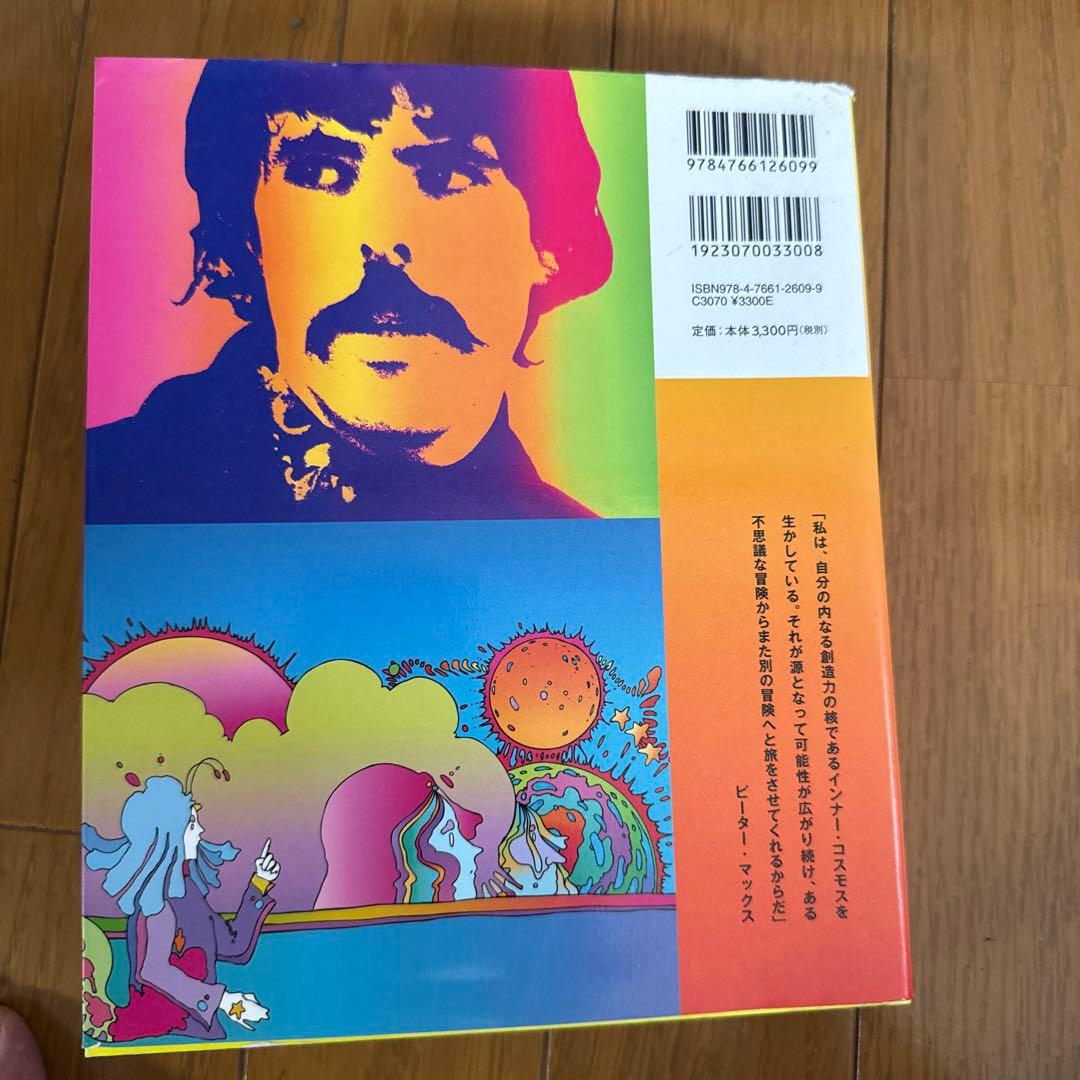 9784766126099
1923070033008
ISBN978-4-7661-2609-9
C3070 ¥3300E
定価：本体3,300円（税別）
「私は、自分の内なる創造力の核であるインナー・コスモスを
生かしている。それが源となって可能性が広がり続け、ある
不思議な冒険からまた別の冒険へと旅をさせてくれるからだ」
ピーター・マックス